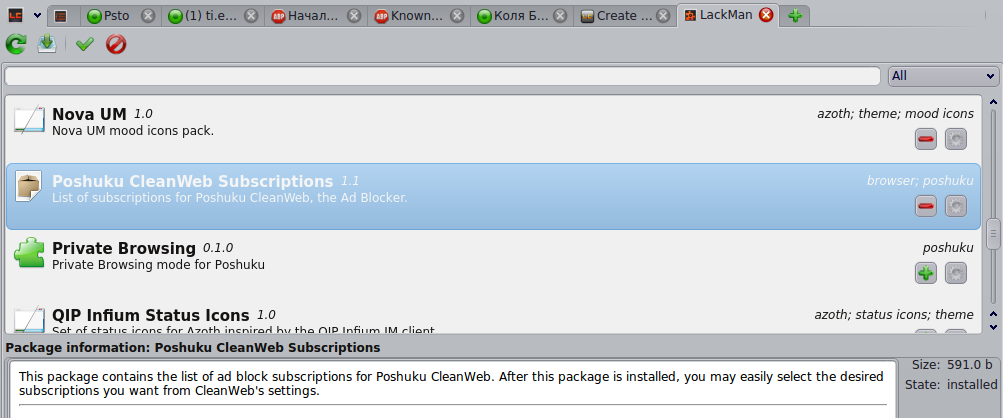 LC
Psto
(1) ti.e...
ABP
Начал...
ABP
Known...
Коля Б...
Create ...
LackMan
All
Nova UM 1.0
azoth; theme; mood icons
Nova UM mood icons pack.
Poshuku CleanWeb Subscriptions 1.1
browser; poshuku
List of subscriptions for Poshuku CleanWeb, the Ad Blocker.
Private Browsing 0.1.0
poshuku
Private Browsing mode for Poshuku
QIP Infium Status Icons 1.0
azoth; status icons; theme
Set of status icons for Azoth inspired by the QIP Infium IM client
Package information: Poshuku CleanWeb Subscriptions
This package contains the list of ad block subscriptions for Poshuku CleanWeb. After this package is installed, you may easily select the desired
subscriptions you want from CleanWeb's settings.
Size: 591.0 b
State: installed